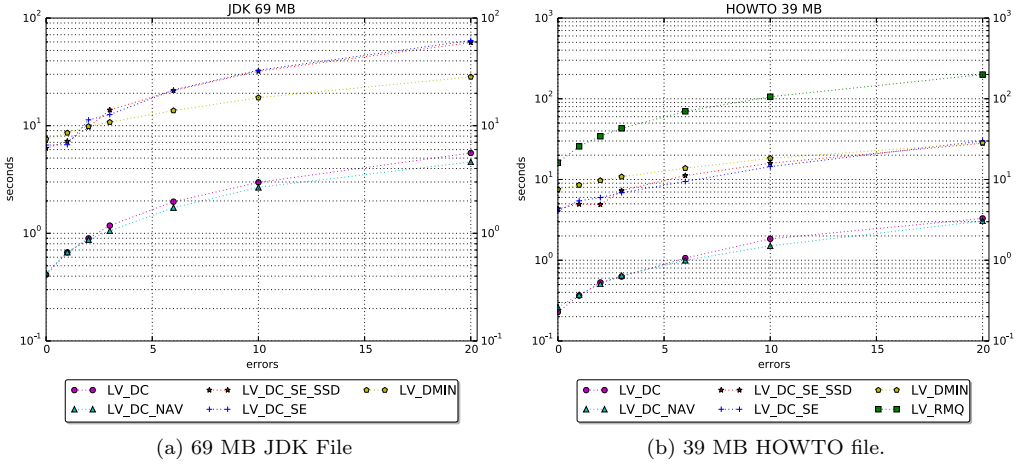 JDK 69 MB
10^2
10^1
10^0
10^-1
seconds
10^2
10^1
10^0
10^-1
0
5
10
15
20
errors
LV_DC
LV_DC_NAV
LV_DC_SE_SSD
LV_DC_SE
LV_DMIN
(a) 69 MB JDK File
HOWTO 39 MB
10^3
10^2
10^1
10^0
10^-1
seconds
10^3
10^2
10^1
10^0
10^-1
0
5
10
15
20
errors
LV_DC
LV_DC_NAV
LV_DC_SE_SSD
LV_DC_SE
LV_DMIN
LV_RMQ
(b) 39 MB HOWTO file.